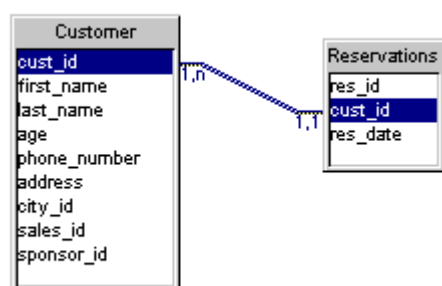 Customer
cust_id
first_name
last_name
age
phone_number
address
city_id
sales_id
sponsor_id
1,n
1,1
Reservations
res_id
cust_id
res_date